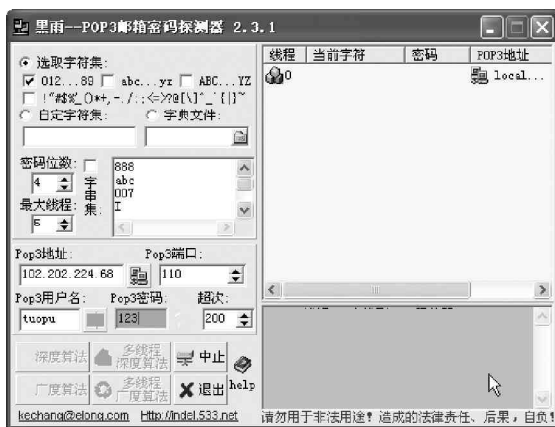 黑雨--POP3邮箱密码探测器 2.3.1
选取字符集:
012...89 abc...yz ABC...YZ
自定字符集: 字典文件:
密码位数:
4
最大线程:
5
字串集:
888
abc
007
I
Pop3地址: Pop3端口:
102.202.224.68 110
Pop3用户名: Pop3密码: 超次:
tuopu 123 200
深度算法 多线程深度算法 中止
广度算法 多线程广度算法 退出 help
kechang@elong.com Http://indel.533.net
线程 当前字符 密码 POP3地址
0 local...
请勿用于非法用途！造成的法律责任、后果，自负!